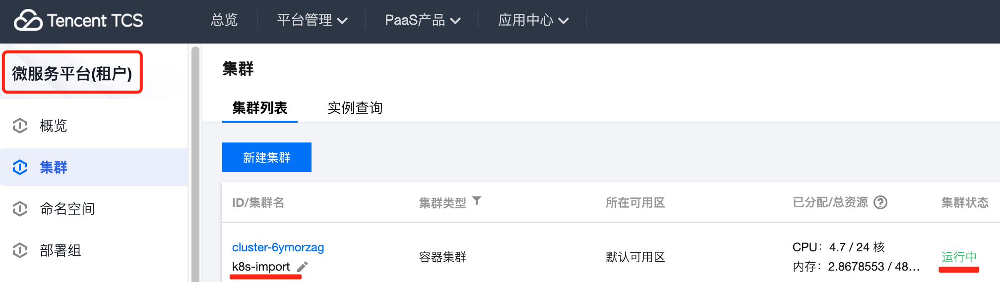 Tencent TCS
总览
平台管理
PaaS产品
应用中心
微服务平台(租户)
概览
集群
命名空间
部署组
集群
集群列表
实例查询
新建集群
ID/集群名
集群类型
所在可用区
已分配/总资源
集群状态
cluster-6ymorzag
k8s-import
容器集群
默认可用区
CPU：4.7 / 24 核
内存：2.8678553 / 48...
运行中